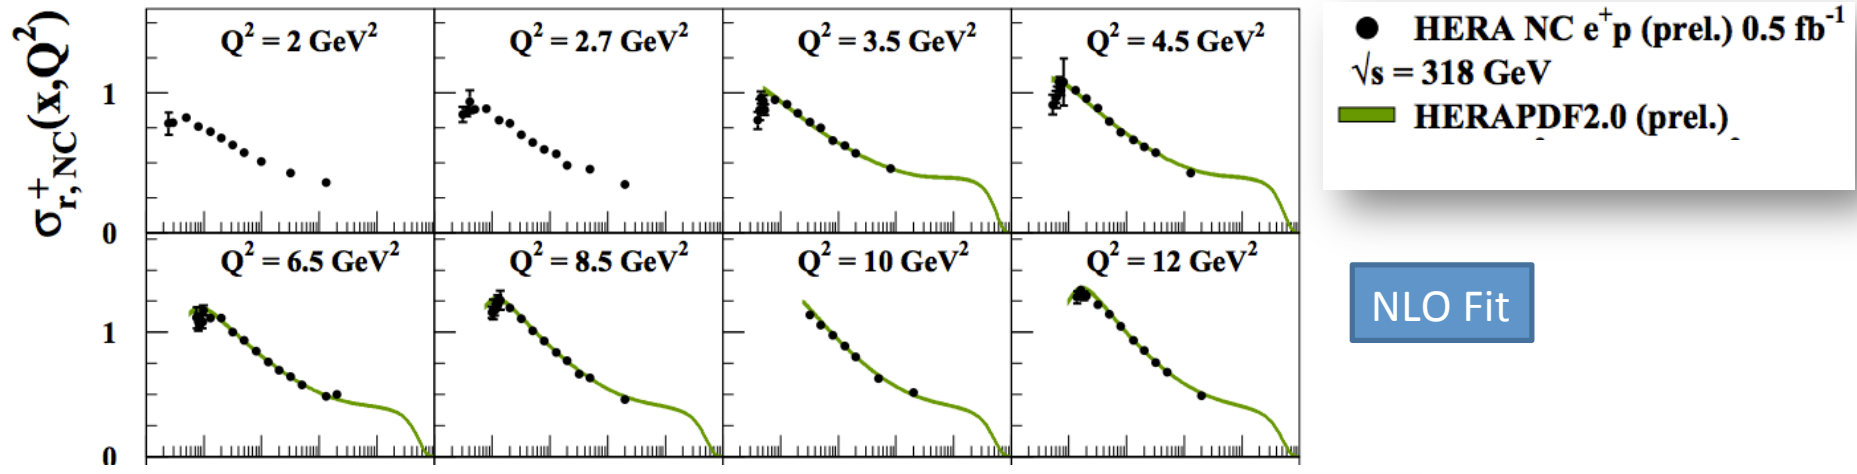 σ⁺r,NC(x,Q²)
Q² = 2 GeV²
Q² = 2.7 GeV²
Q² = 3.5 GeV²
Q² = 4.5 GeV²
1
0
Q² = 6.5 GeV²
Q² = 8.5 GeV²
Q² = 10 GeV²
Q² = 12 GeV²
1
0
HERA NC e⁺p (prel.) 0.5 fb⁻¹
√s = 318 GeV
HERAPDF2.0 (prel.)
NLO Fit